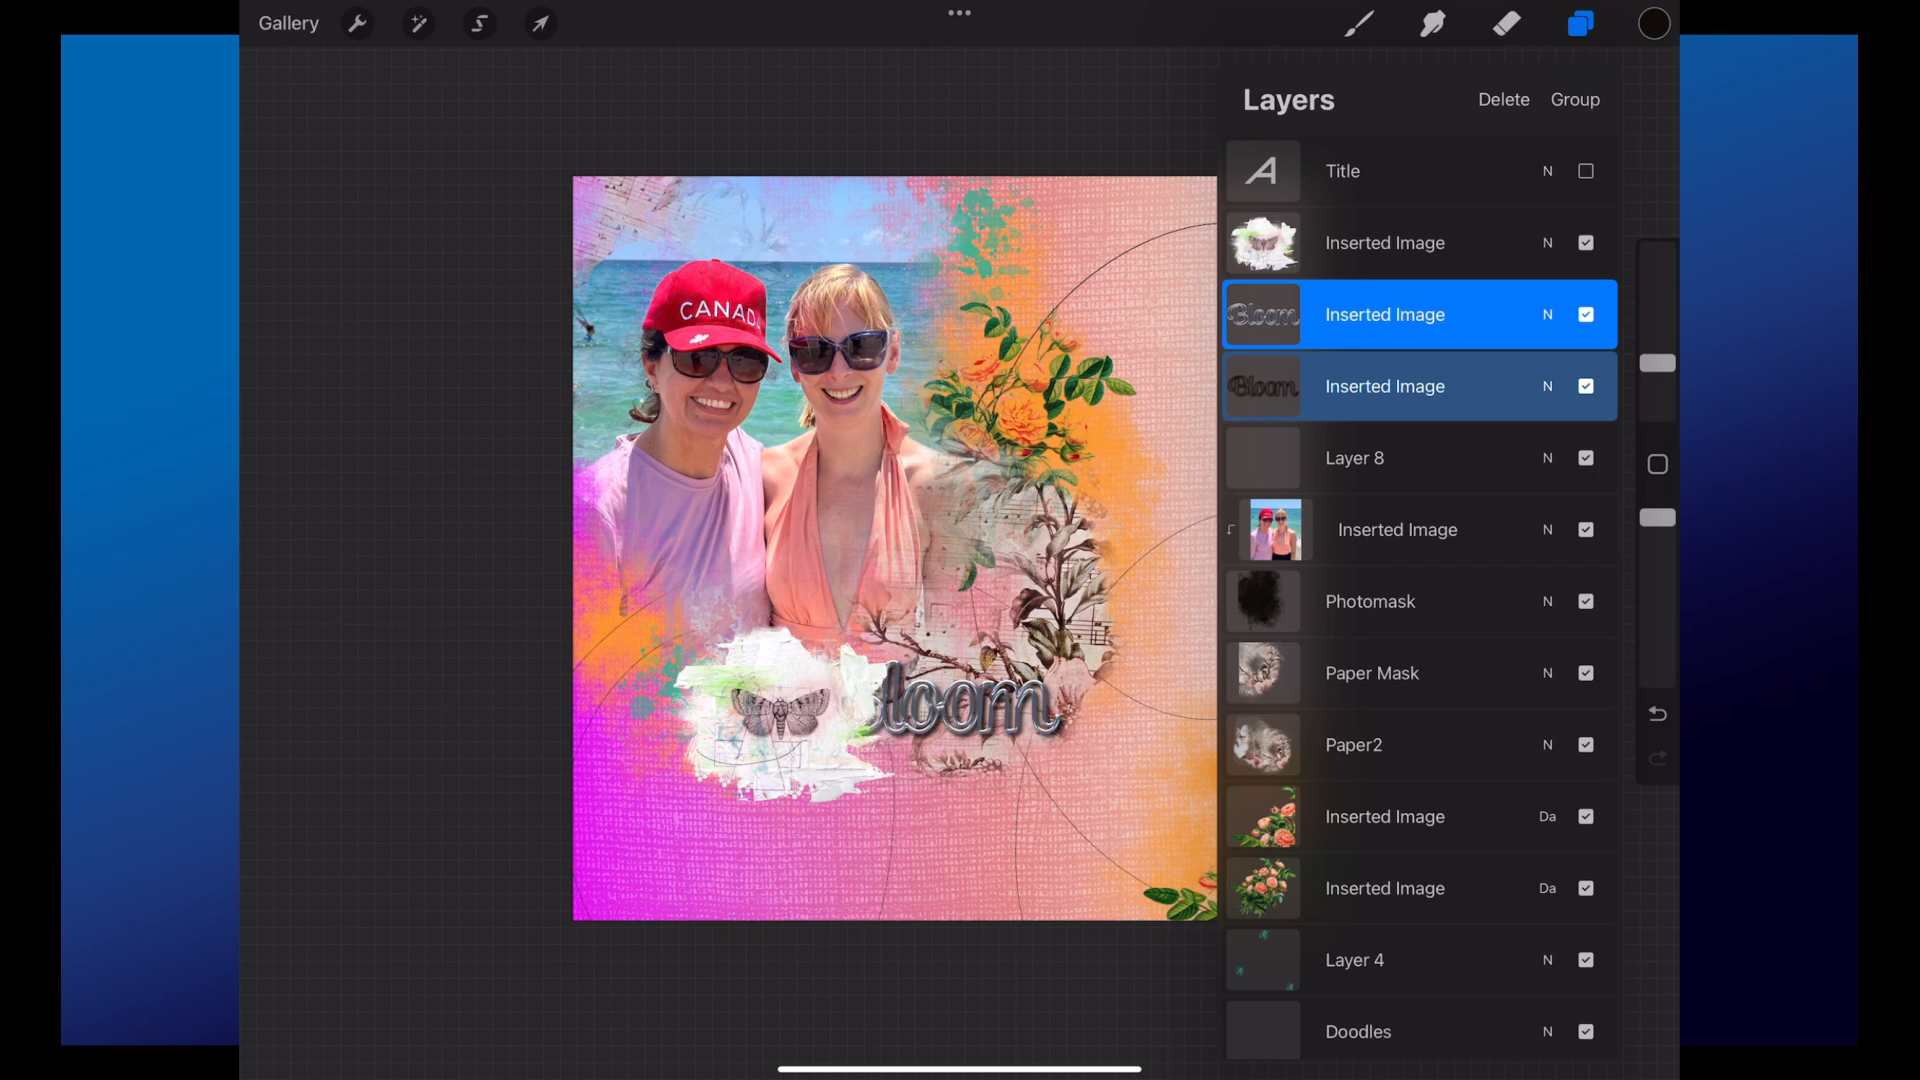 Gallery
Layers Delete Group
A Title N
Inserted Image N
Bloom Inserted Image N
Bloom Inserted Image N
Layer 8 N
Inserted Image N
Photomask N
Paper Mask N
Paper2 N
Inserted Image Da
Inserted Image Da
Layer 4 N
Doodles N
CANADA
loom